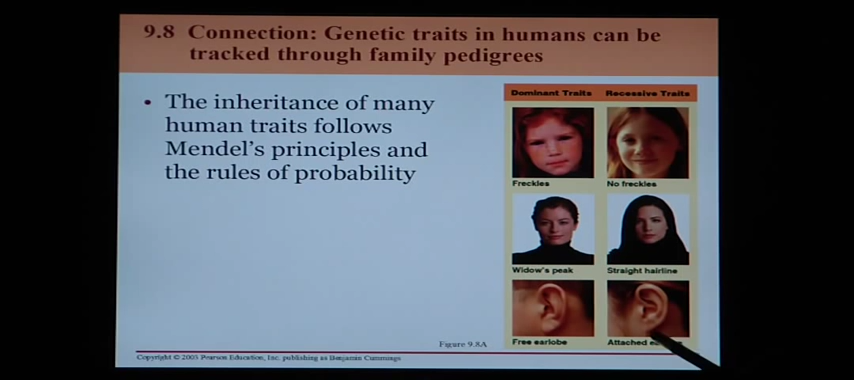 9.8 Connection: Genetic traits in humans can be
tracked through family pedigrees
• The inheritance of many
human traits follows
Mendel's principles and
the rules of probability
Dominant Traits Recessive Traits
Freckles No freckles
Widow's peak Straight hairline
Free earlobe Attached
Figure 9.8A
Copyright © 2005 Pearson Education, Inc. publishing as Benjamin Cummings